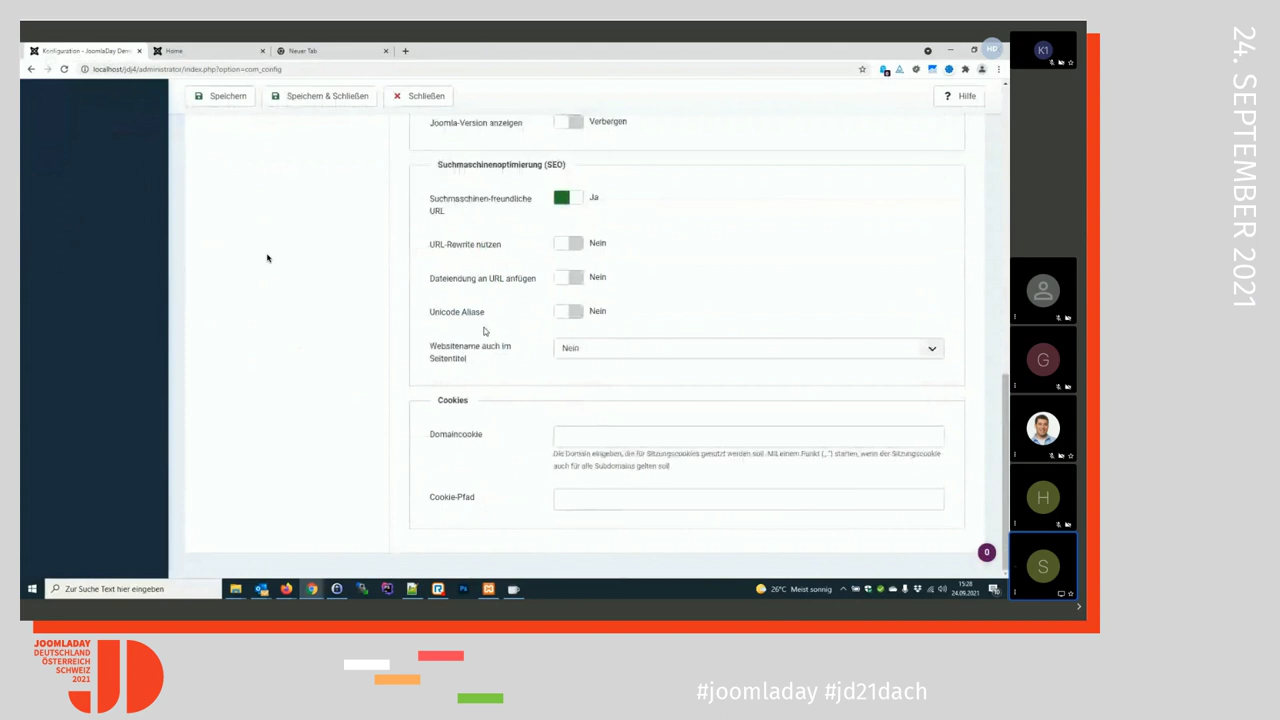 Konfiguration - JoomlaDay Dem
Home
Neuer Tab
HD
K1
localhost/jdj4/administrator/index.php?option=com_config
Speichern
Speichern & Schließen
Schließen
? Hilfe
Joomla-Version anzeigen
Verbergen
Suchmaschinenoptimierung (SEO)
Suchmaschinen-freundliche
URL
Ja
URL-Rewrite nutzen
Nein
Dateiendung an URL anfügen
Nein
Unicode Aliase
Nein
Websitename auch im
Seitentitel
Nein
Cookies
Domaincookie
Die Domain eingeben, die für Sitzungscookies genutzt werden soll. Mit einem Punkt („.“) starten, wenn der Sitzungscookie
auch für alle Subdomains gelten soll
Cookie-Pfad
0
G
H
S
Zur Suche Text hier eingeben
26°C Meist sonnig
15:28
24.09.2021
24. SEPTEMBER 2021
JOOMLADAY
DEUTSCHLAND
ÖSTERREICH
SCHWEIZ
2021
JD
#joomladay #jd21dach